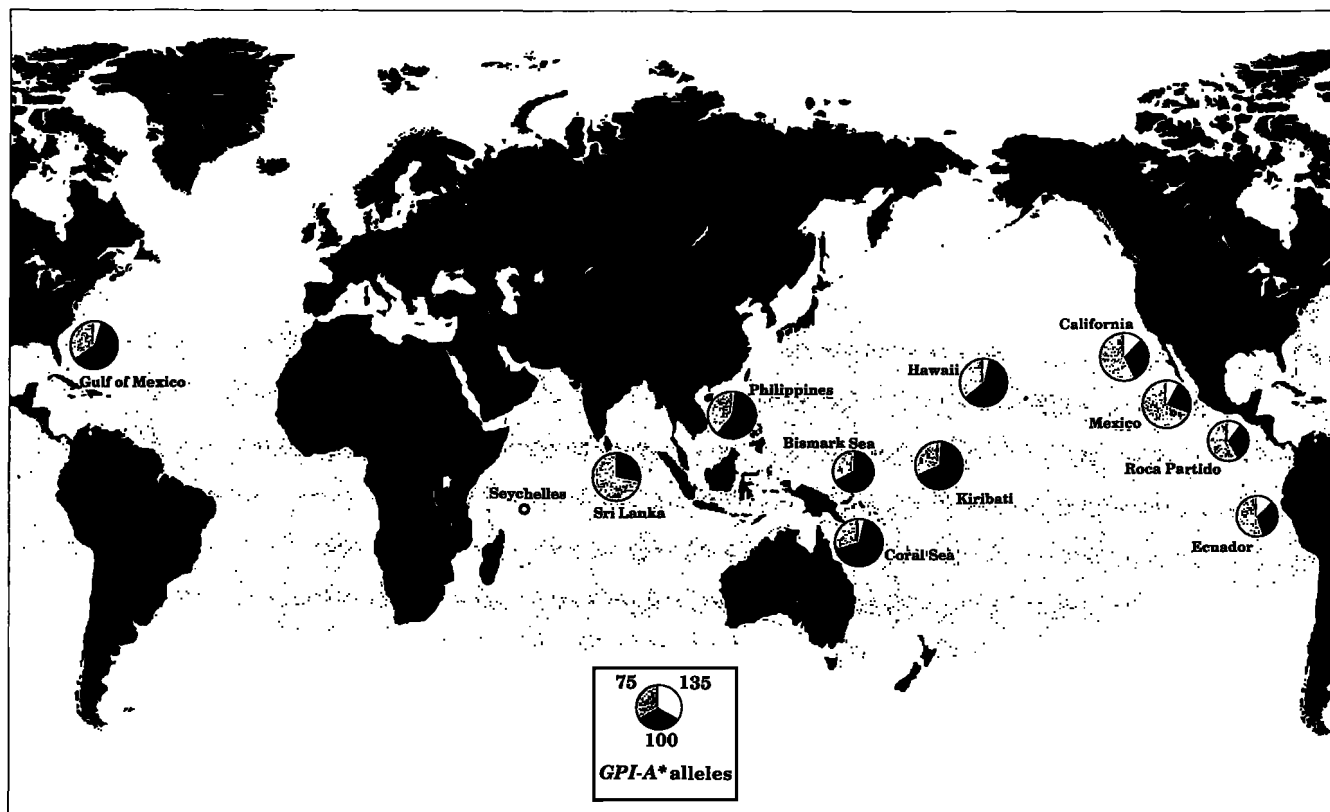 California
Hawaii
Gulf of Mexico
Philippines
Mexico
Bismark Sea
Roca Partido
Seychelles
Kiribati
Sri Lanka
Ecuador
Coral Sea
75 135
100
GPI-A* alleles